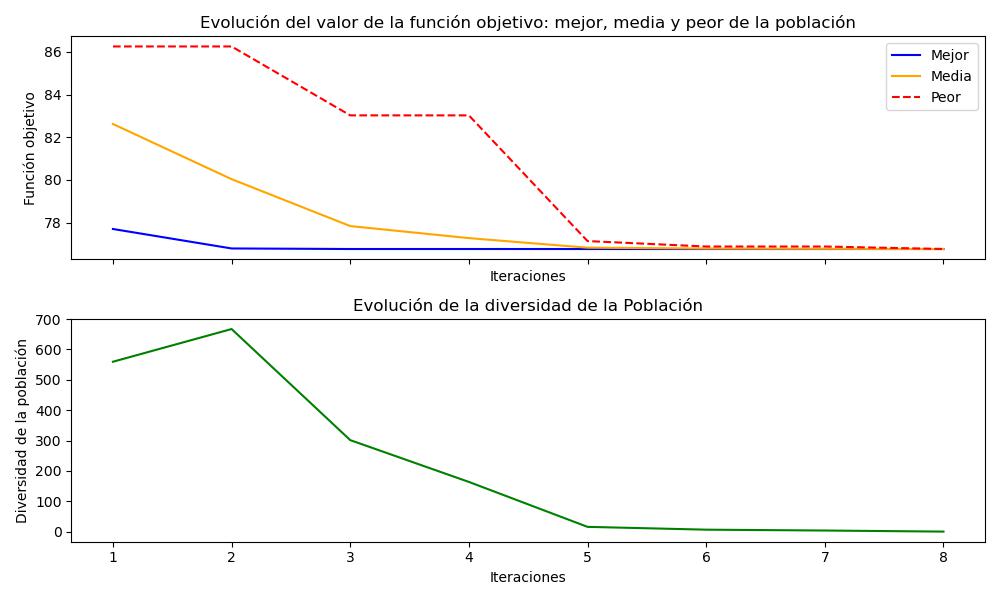 Evolución del valor de la función objetivo: mejor, media y peor de la población
Función objetivo
86
84
82
80
78
Mejor
Media
Peor
Iteraciones
Evolución de la diversidad de la Población
Diversidad de la población
700
600
500
400
300
200
100
0
1 2 3 4 5 6 7 8
Iteraciones